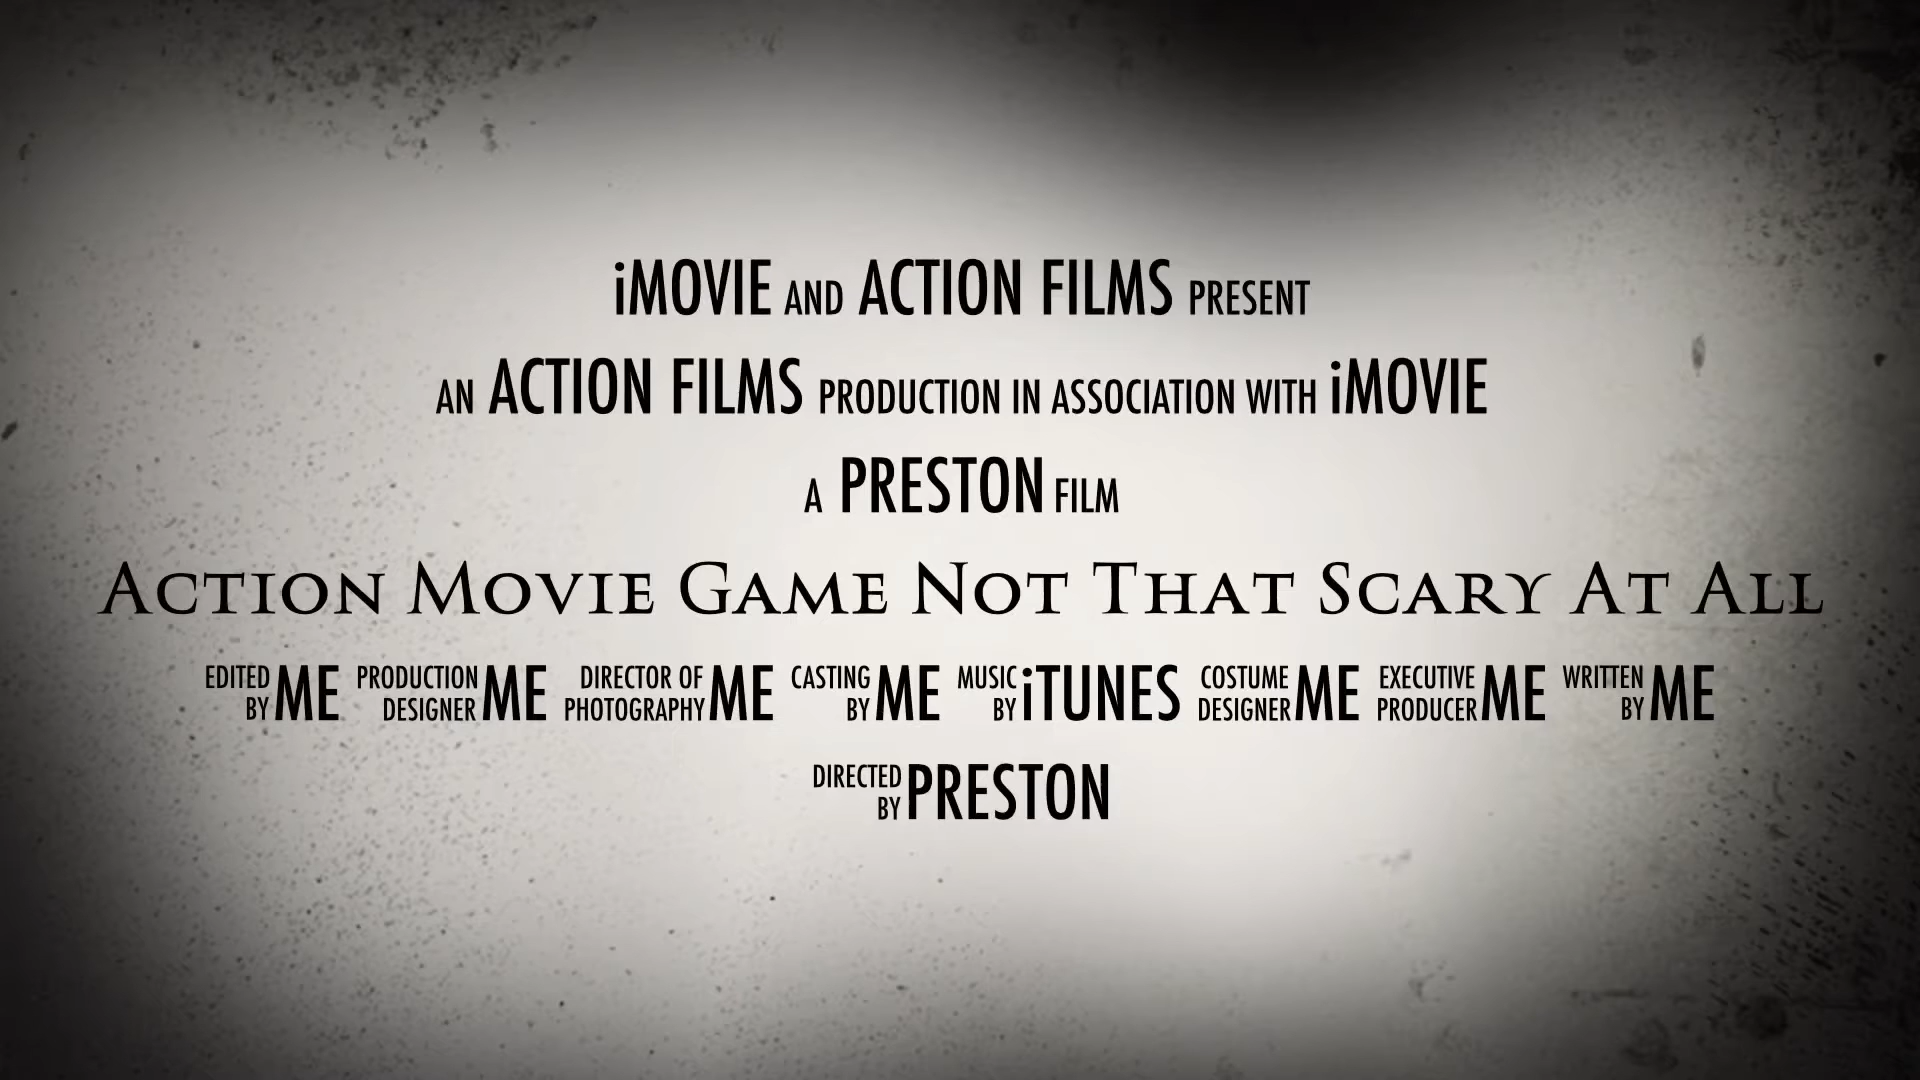 iMOVIE AND ACTION FILMS PRESENT
AN ACTION FILMS PRODUCTION IN ASSOCIATION WITH iMOVIE
A PRESTON FILM
ACTION MOVIE GAME NOT THAT SCARY AT ALL
EDITED BY ME PRODUCTION DESIGNER ME DIRECTOR OF PHOTOGRAPHY ME CASTING BY ME MUSIC BY iTUNES COSTUME DESIGNER ME EXECUTIVE PRODUCER ME WRITTEN BY ME
DIRECTED BY PRESTON